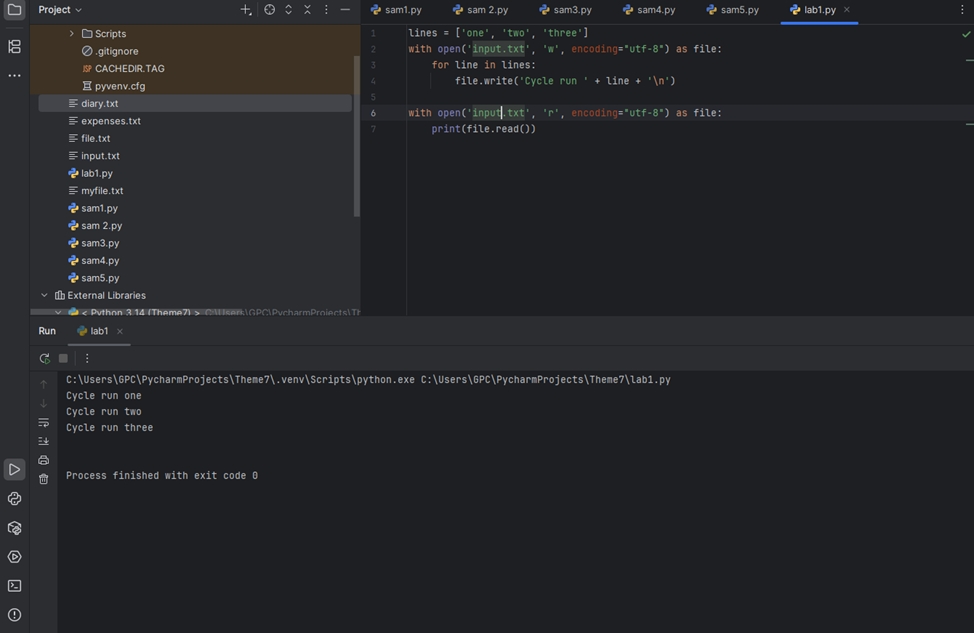 Project
sam1.py sam 2.py sam3.py sam4.py sam5.py lab1.py
Scripts
.gitignore
CACHEDIR.TAG
pyvenv.cfg
diary.txt
expenses.txt
file.txt
input.txt
lab1.py
myfile.txt
sam1.py
sam 2.py
sam3.py
sam4.py
sam5.py
External Libraries
< Python 3.14 (Theme7) > C:\Users\GPC\PycharmProjects\Th
1 lines = ['one', 'two', 'three']
2 with open('input.txt', 'w', encoding="utf-8") as file:
3 for line in lines:
4 file.write('Cycle run ' + line + '\n')
5
6 with open('input.txt', 'r', encoding="utf-8") as file:
7 print(file.read())
Run lab1
C:\Users\GPC\PycharmProjects\Theme7\.venv\Scripts\python.exe C:\Users\GPC\PycharmProjects\Theme7\lab1.py
Cycle run one
Cycle run two
Cycle run three
Process finished with exit code 0